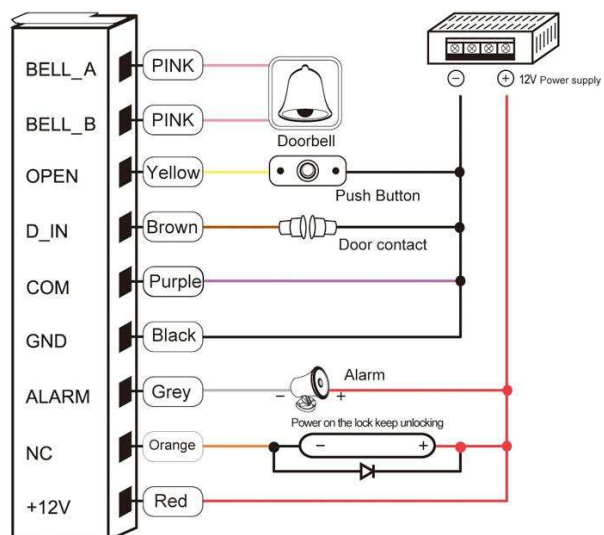 BELL_A PINK
BELL_B PINK
Doorbell
− + 12V Power supply
OPEN Yellow
Push Button
D_IN Brown
Door contact
COM Purple
GND Black
ALARM Grey − + Alarm
Power on the lock keep unlocking
NC Orange − +
+12V Red